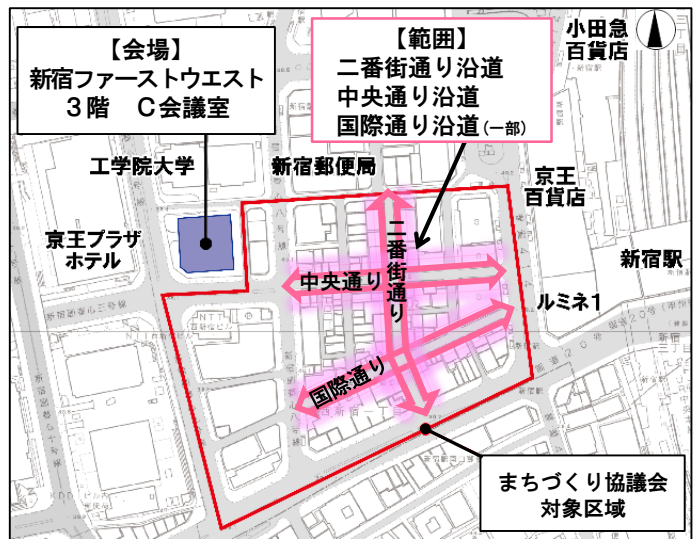 【会場】
新宿ファーストウエスト
３階　Ｃ会議室
【範囲】
二番街通り沿道
中央通り沿道
国際通り沿道(一部)
小田急
百貨店
工学院大学
新宿郵便局
京王
百貨店
京王プラザ
ホテル
二番街通り
中央通り
新宿駅
ルミネ1
国際通り
まちづくり協議会
対象区域